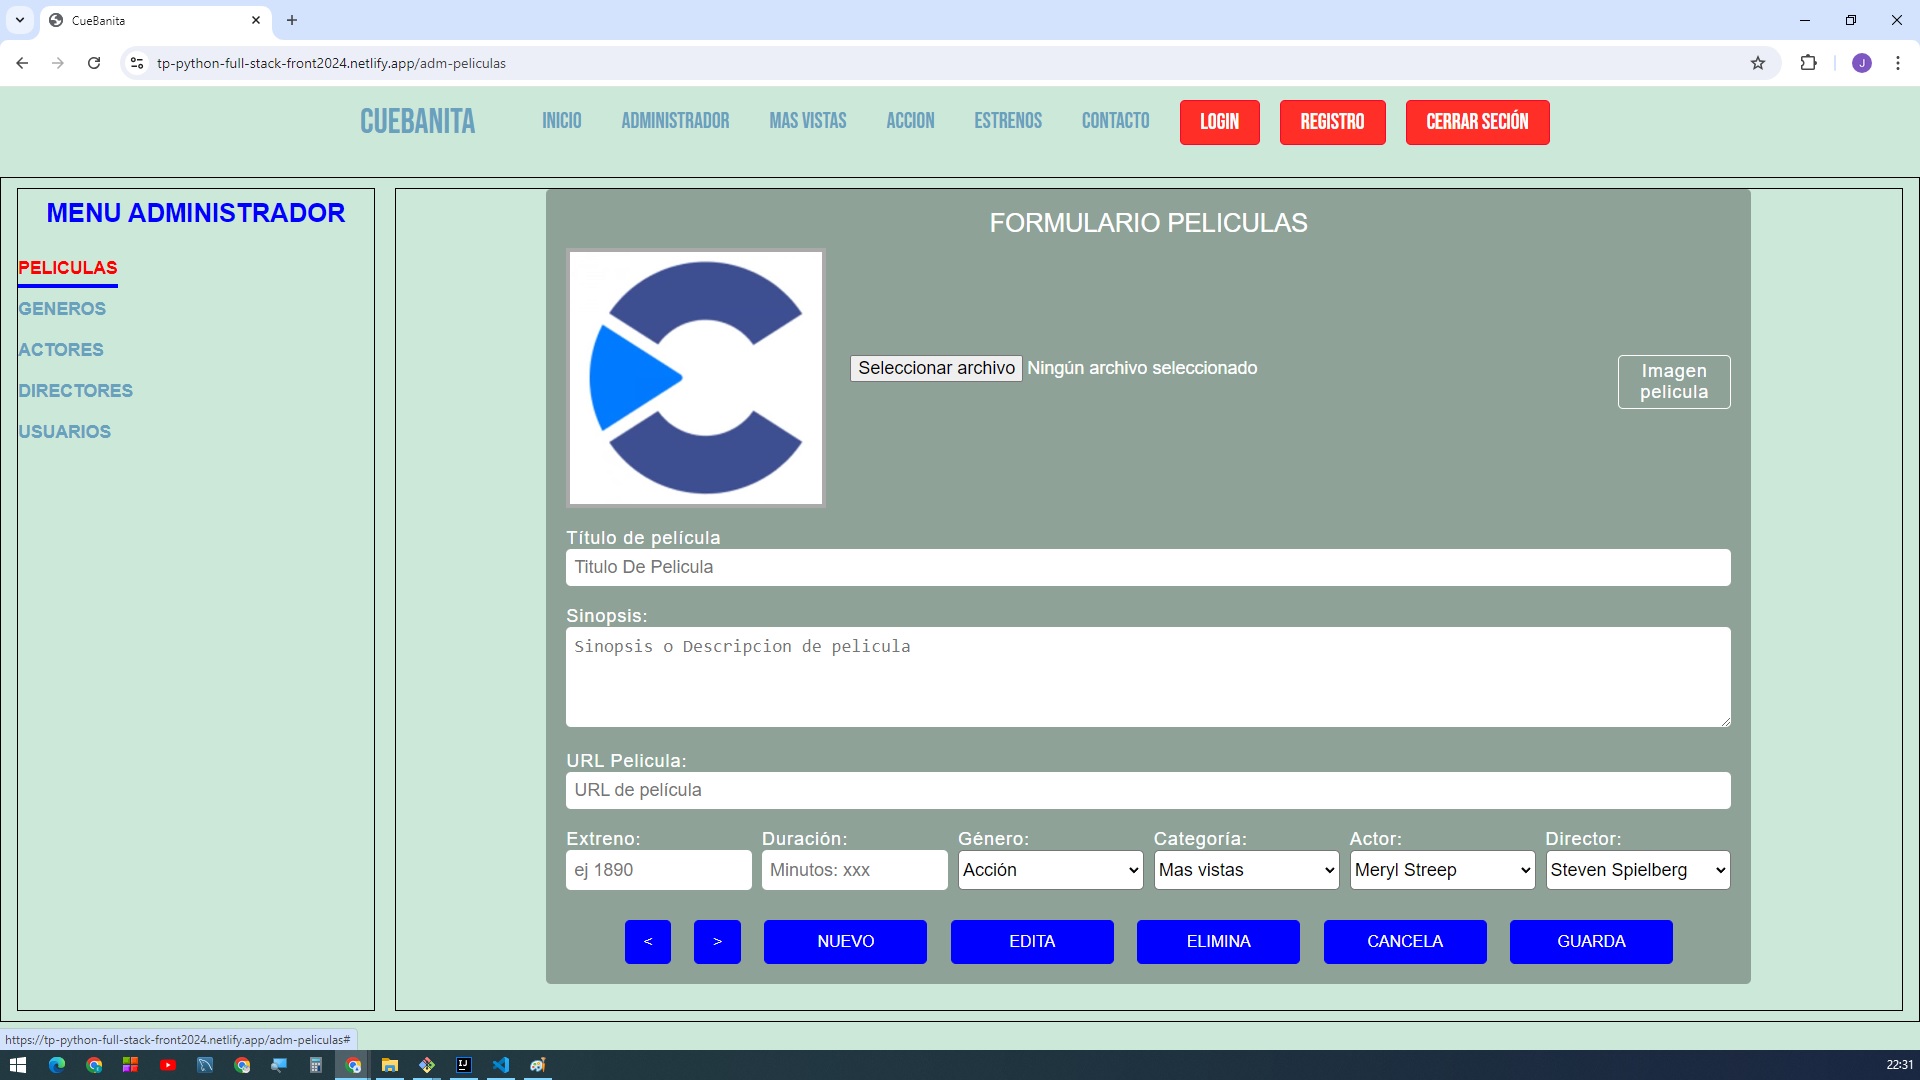 CueBanita
tp-python-full-stack-front2024.netlify.app/adm-peliculas
J
CUEBANITA INICIO ADMINISTRADOR MAS VISTAS ACCION ESTRENOS CONTACTO LOGIN REGISTRO CERRAR SECIÓN
MENU ADMINISTRADOR
PELICULAS
GENEROS
ACTORES
DIRECTORES
USUARIOS
FORMULARIO PELICULAS
Seleccionar archivo Ningún archivo seleccionado
Imagen
pelicula
Título de película
Titulo De Pelicula
Sinopsis:
Sinopsis o Descripcion de pelicula
URL Pelicula:
URL de película
Extreno: Duración: Género: Categoría: Actor: Director:
ej 1890 Minutos: xxx Acción Mas vistas Meryl Streep Steven Spielberg
< > NUEVO EDITA ELIMINA CANCELA GUARDA
https://tp-python-full-stack-front2024.netlify.app/adm-peliculas#
IJ
22:31